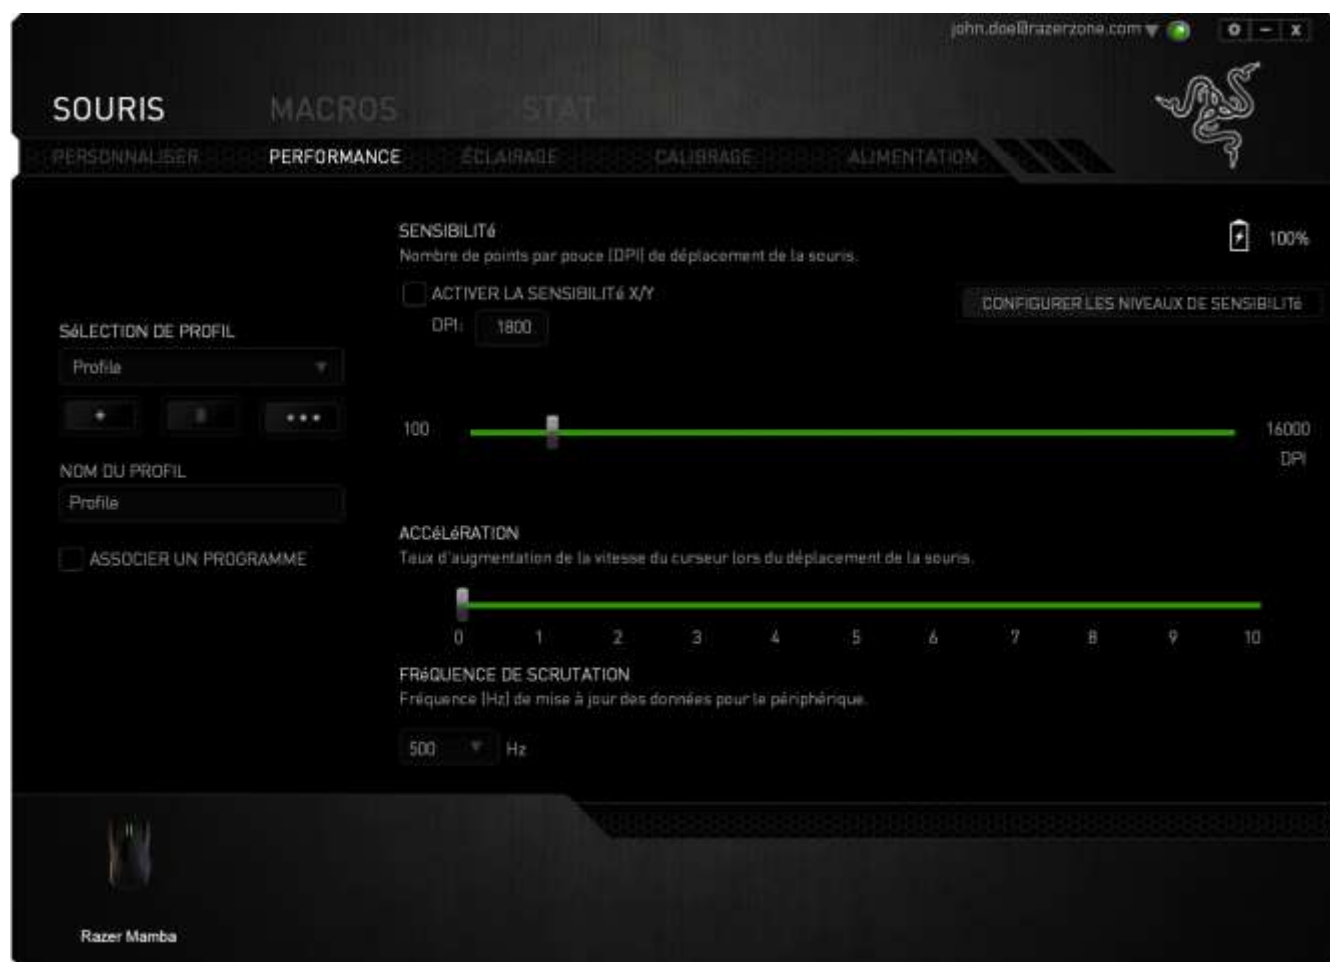 john.doe@razerzone.com
SOURIS MACROS STAT.
PERSONNALISER PERFORMANCE ÉCLAIRAGE CALIBRAGE ALIMENTATION
SENSIBILITé
Nombre de points par pouce (DPI) de déplacement de la souris.
100%
ACTIVER LA SENSIBILITé X/Y
CONFIGURER LES NIVEAUX DE SENSIBILITé
DPI: 1800
SéLECTION DE PROFIL
Profile
100 16000
DPI
NOM DU PROFIL
Profile
ASSOCIER UN PROGRAMME
ACCéLéRATION
Taux d'augmentation de la vitesse du curseur lors du déplacement de la souris.
0 1 2 3 4 5 6 7 8 9 10
FRéQUENCE DE SCRUTATION
Fréquence (Hz) de mise à jour des données pour le périphérique.
500 Hz
Razer Mamba